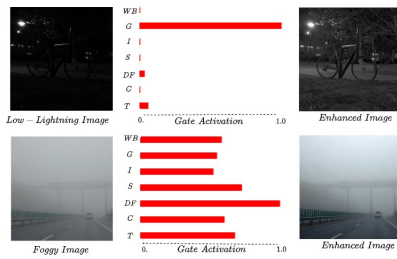 WB
G
I
S
DF
C
T
0. Gate Activation 1.0
Low − Lightning Image
Enhanced Image
WB
G
I
S
DF
C
T
0. Gate Activation 1.0
Foggy Image
Enhanced Image